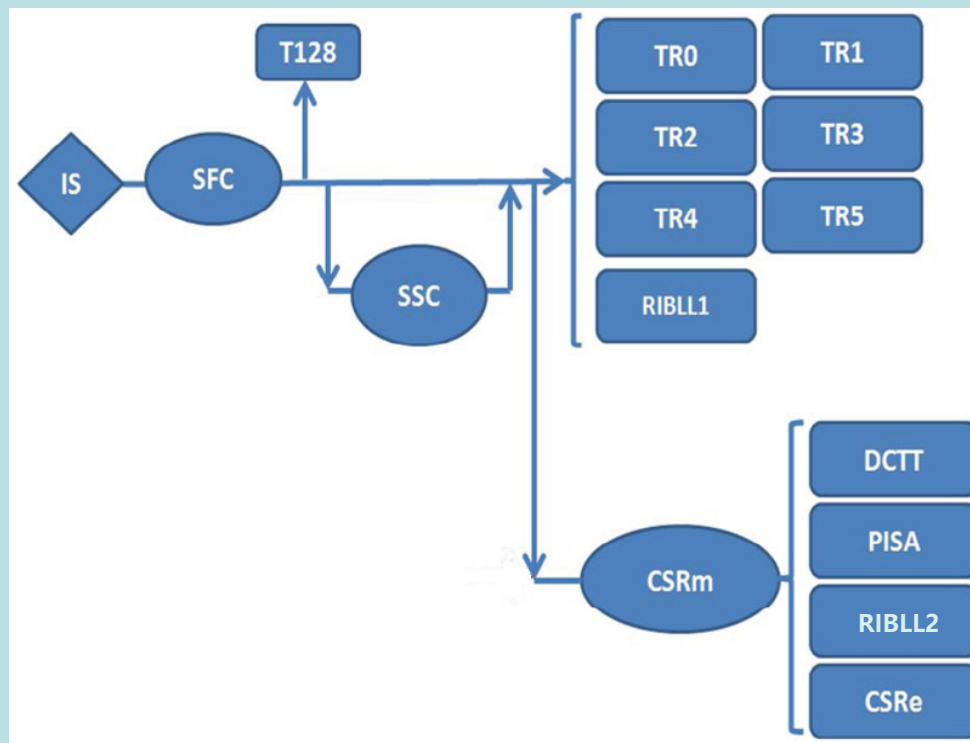 T128
TR0
TR1
IS
SFC
TR2
TR3
TR4
TR5
SSC
RIBLL1
DCTT
PISA
CSRm
RIBLL2
CSRe